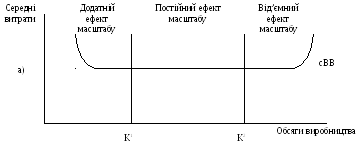 Середні
витрати
Додатній
ефект
масштабу
Постійний ефект
масштабу
Від'ємний
ефект
масштабу
а)
сВВ
К'
К'
Обсяги виробництва